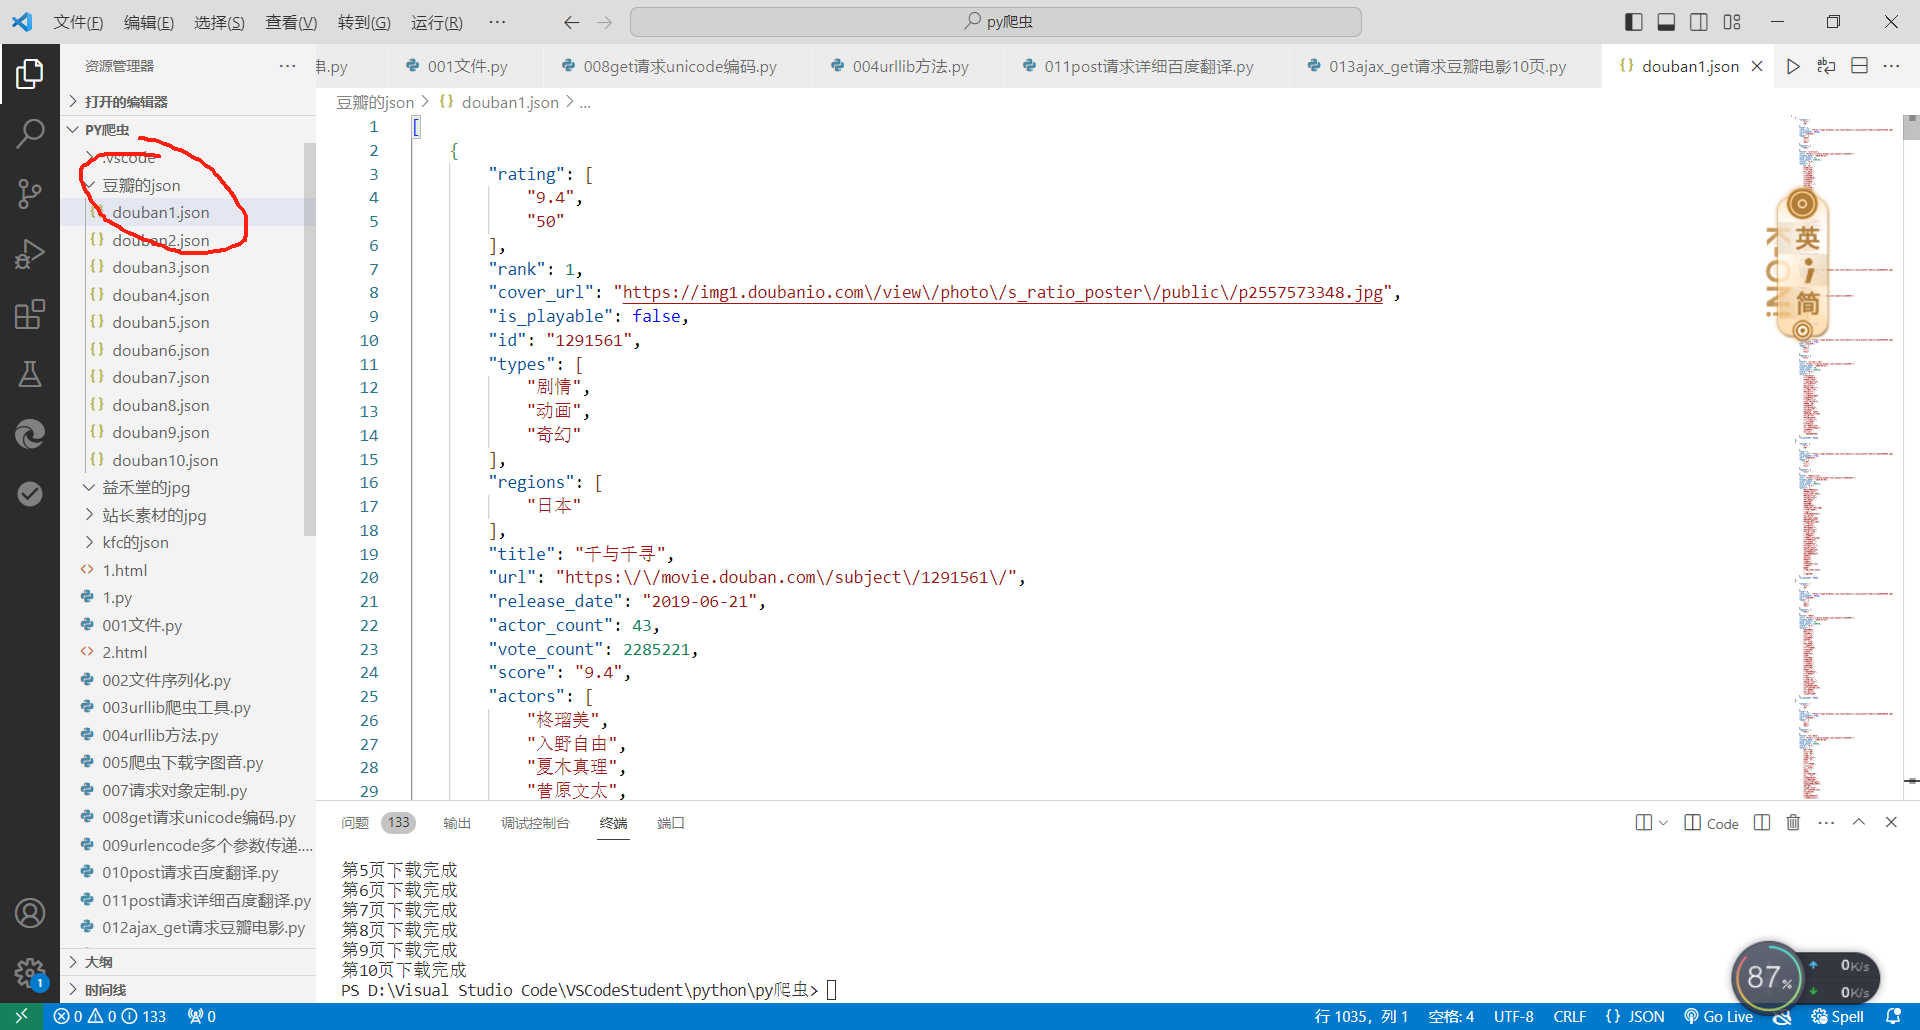 文件(F) 编辑(E) 选择(S) 查看(V) 转到(G) 运行(R) ··· py爬虫
资源管理器 ···
串.py 001文件.py 008get请求unicode编码.py 004urllib方法.py 011post请求详细百度翻译.py 013ajax_get请求豆瓣电影10页.py douban1.json
打开的编辑器
PY爬虫
.vscode
豆瓣的json
douban1.json
douban2.json
douban3.json
douban4.json
douban5.json
douban6.json
douban7.json
douban8.json
douban9.json
douban10.json
益禾堂的jpg
站长素材的jpg
kfc的json
1.html
1.py
001文件.py
2.html
002文件序列化.py
003urllib爬虫工具.py
004urllib方法.py
005爬虫下载字图音.py
007请求对象定制.py
008get请求unicode编码.py
009urlencode多个参数传递....
010post请求百度翻译.py
011post请求详细百度翻译.py
012ajax_get请求豆瓣电影.py
大纲
时间线
豆瓣的json > {} douban1.json > ...
1 [
2 {
3 "rating": [
4 "9.4",
5 "50"
6 ],
7 "rank": 1,
8 "cover_url": "https://img1.doubanio.com\/view\/photo\/s_ratio_poster\/public\/p2557573348.jpg",
9 "is_playable": false,
10 "id": "1291561",
11 "types": [
12 "剧情",
13 "动画",
14 "奇幻"
15 ],
16 "regions": [
17 "日本"
18 ],
19 "title": "千与千寻",
20 "url": "https:\/\/movie.douban.com\/subject\/1291561\/",
21 "release_date": "2019-06-21",
22 "actor_count": 43,
23 "vote_count": 2285221,
24 "score": "9.4",
25 "actors": [
26 "柊瑠美",
27 "入野自由",
28 "夏木真理",
29 "菅原文太",
K-ON!
英
简
问题 133 输出 调试控制台 终端 端口 Code ···
第5页下载完成
第6页下载完成
第7页下载完成
第8页下载完成
第9页下载完成
第10页下载完成
PS D:\Visual Studio Code\VSCodeStudent\python\py爬虫>
87%
0K/s
0K/s
1
0 0 133 0 行 1035，列 1 空格: 4 UTF-8 CRLF {} JSON Go Live Spell